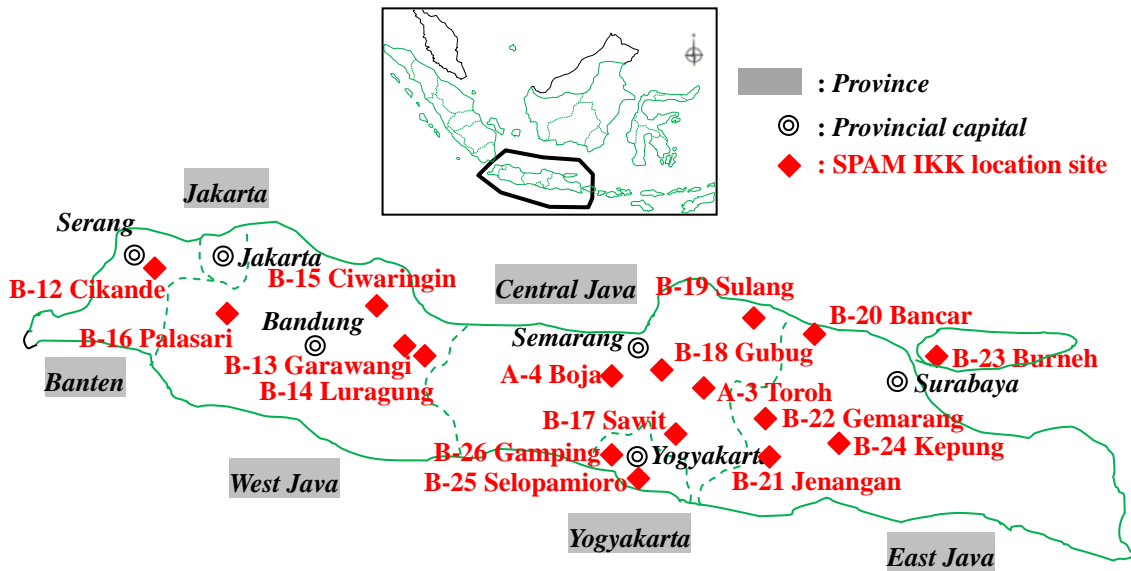 : Province
: Provincial capital
: SPAM IKK location site
Jakarta
Serang
Jakarta
B-12 Cikande
B-15 Ciwaringin
Central Java
B-19 Sulang
B-16 Palasari
Bandung
Semarang
B-20 Bancar
B-13 Garawangi
B-18 Gubug
B-23 Burneh
Banten
B-14 Luragung
A-4 Boja
A-3 Toroh
Surabaya
B-17 Sawit
B-22 Gemarang
B-26 Gamping
Yogyakarta
B-24 Kepung
West Java
B-25 Selopamioro
B-21 Jenangan
Yogyakarta
East Java